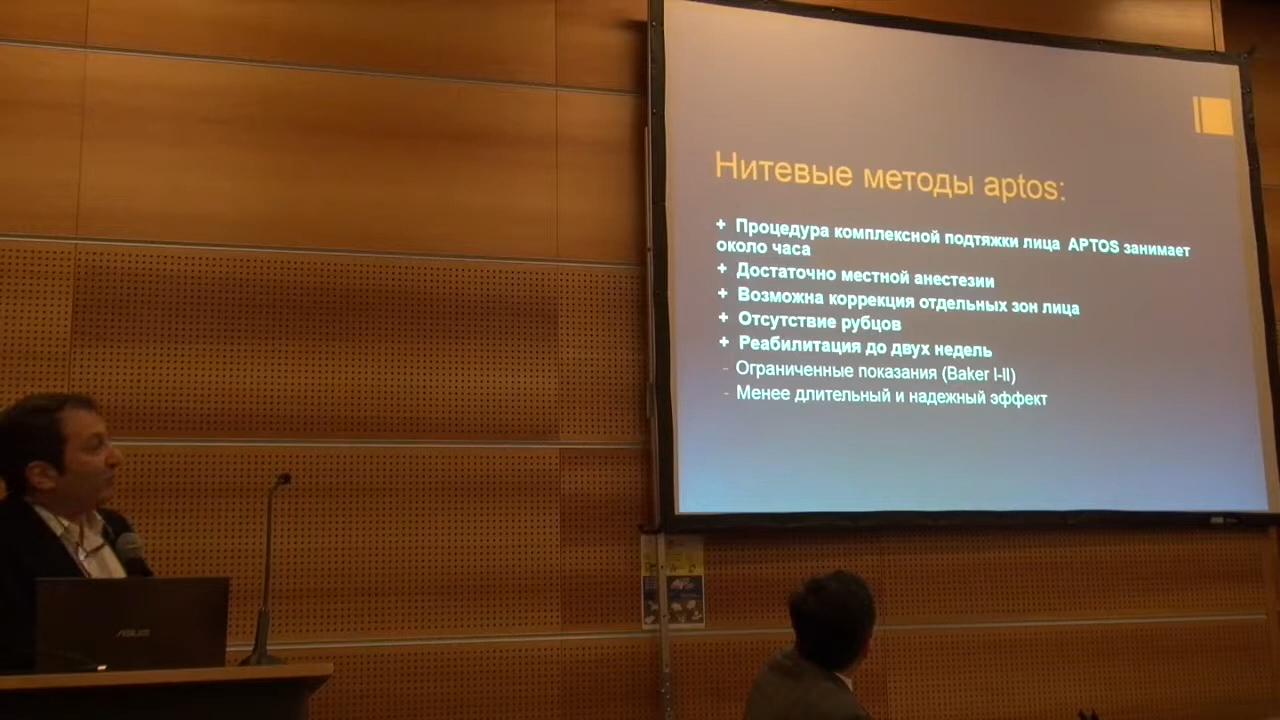 Нитевые методы aptos:
+ Процедура комплексной подтяжки лица APTOS занимает
около часа
+ Достаточно местной анестезии
+ Возможна коррекция отдельных зон лица
+ Отсутствие рубцов
+ Реабилитация до двух недель
- Ограниченные показания (Baker I-II)
- Менее длительный и надежный эффект
ASUS